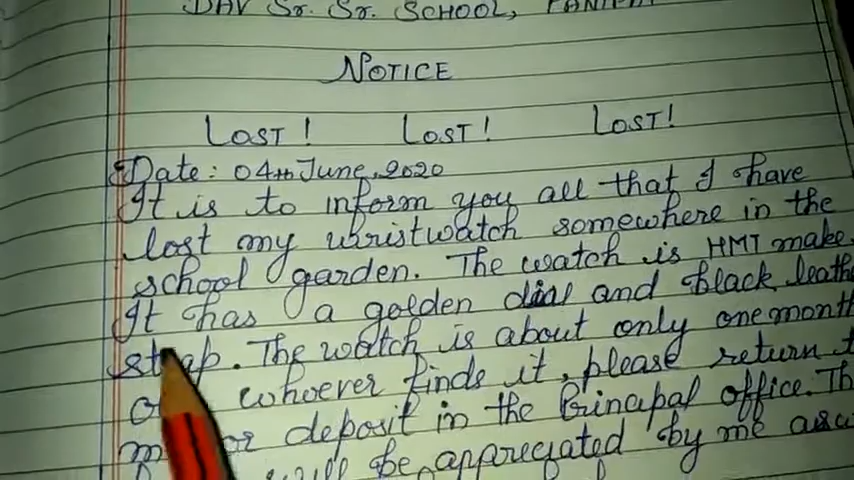 DAV Sr. Sr. SCHOOL,
NOTICE
LOST! LOST! LOST!
Date: 04th June, 2020
It is to inform you all that I have
lost my wristwatch somewhere in the
school garden. The watch is HMT make.
It has a golden dial and black
strap. The watch is about only one month
whoever finds it, please return
or deposit in the Principal office.
be appreciated by me